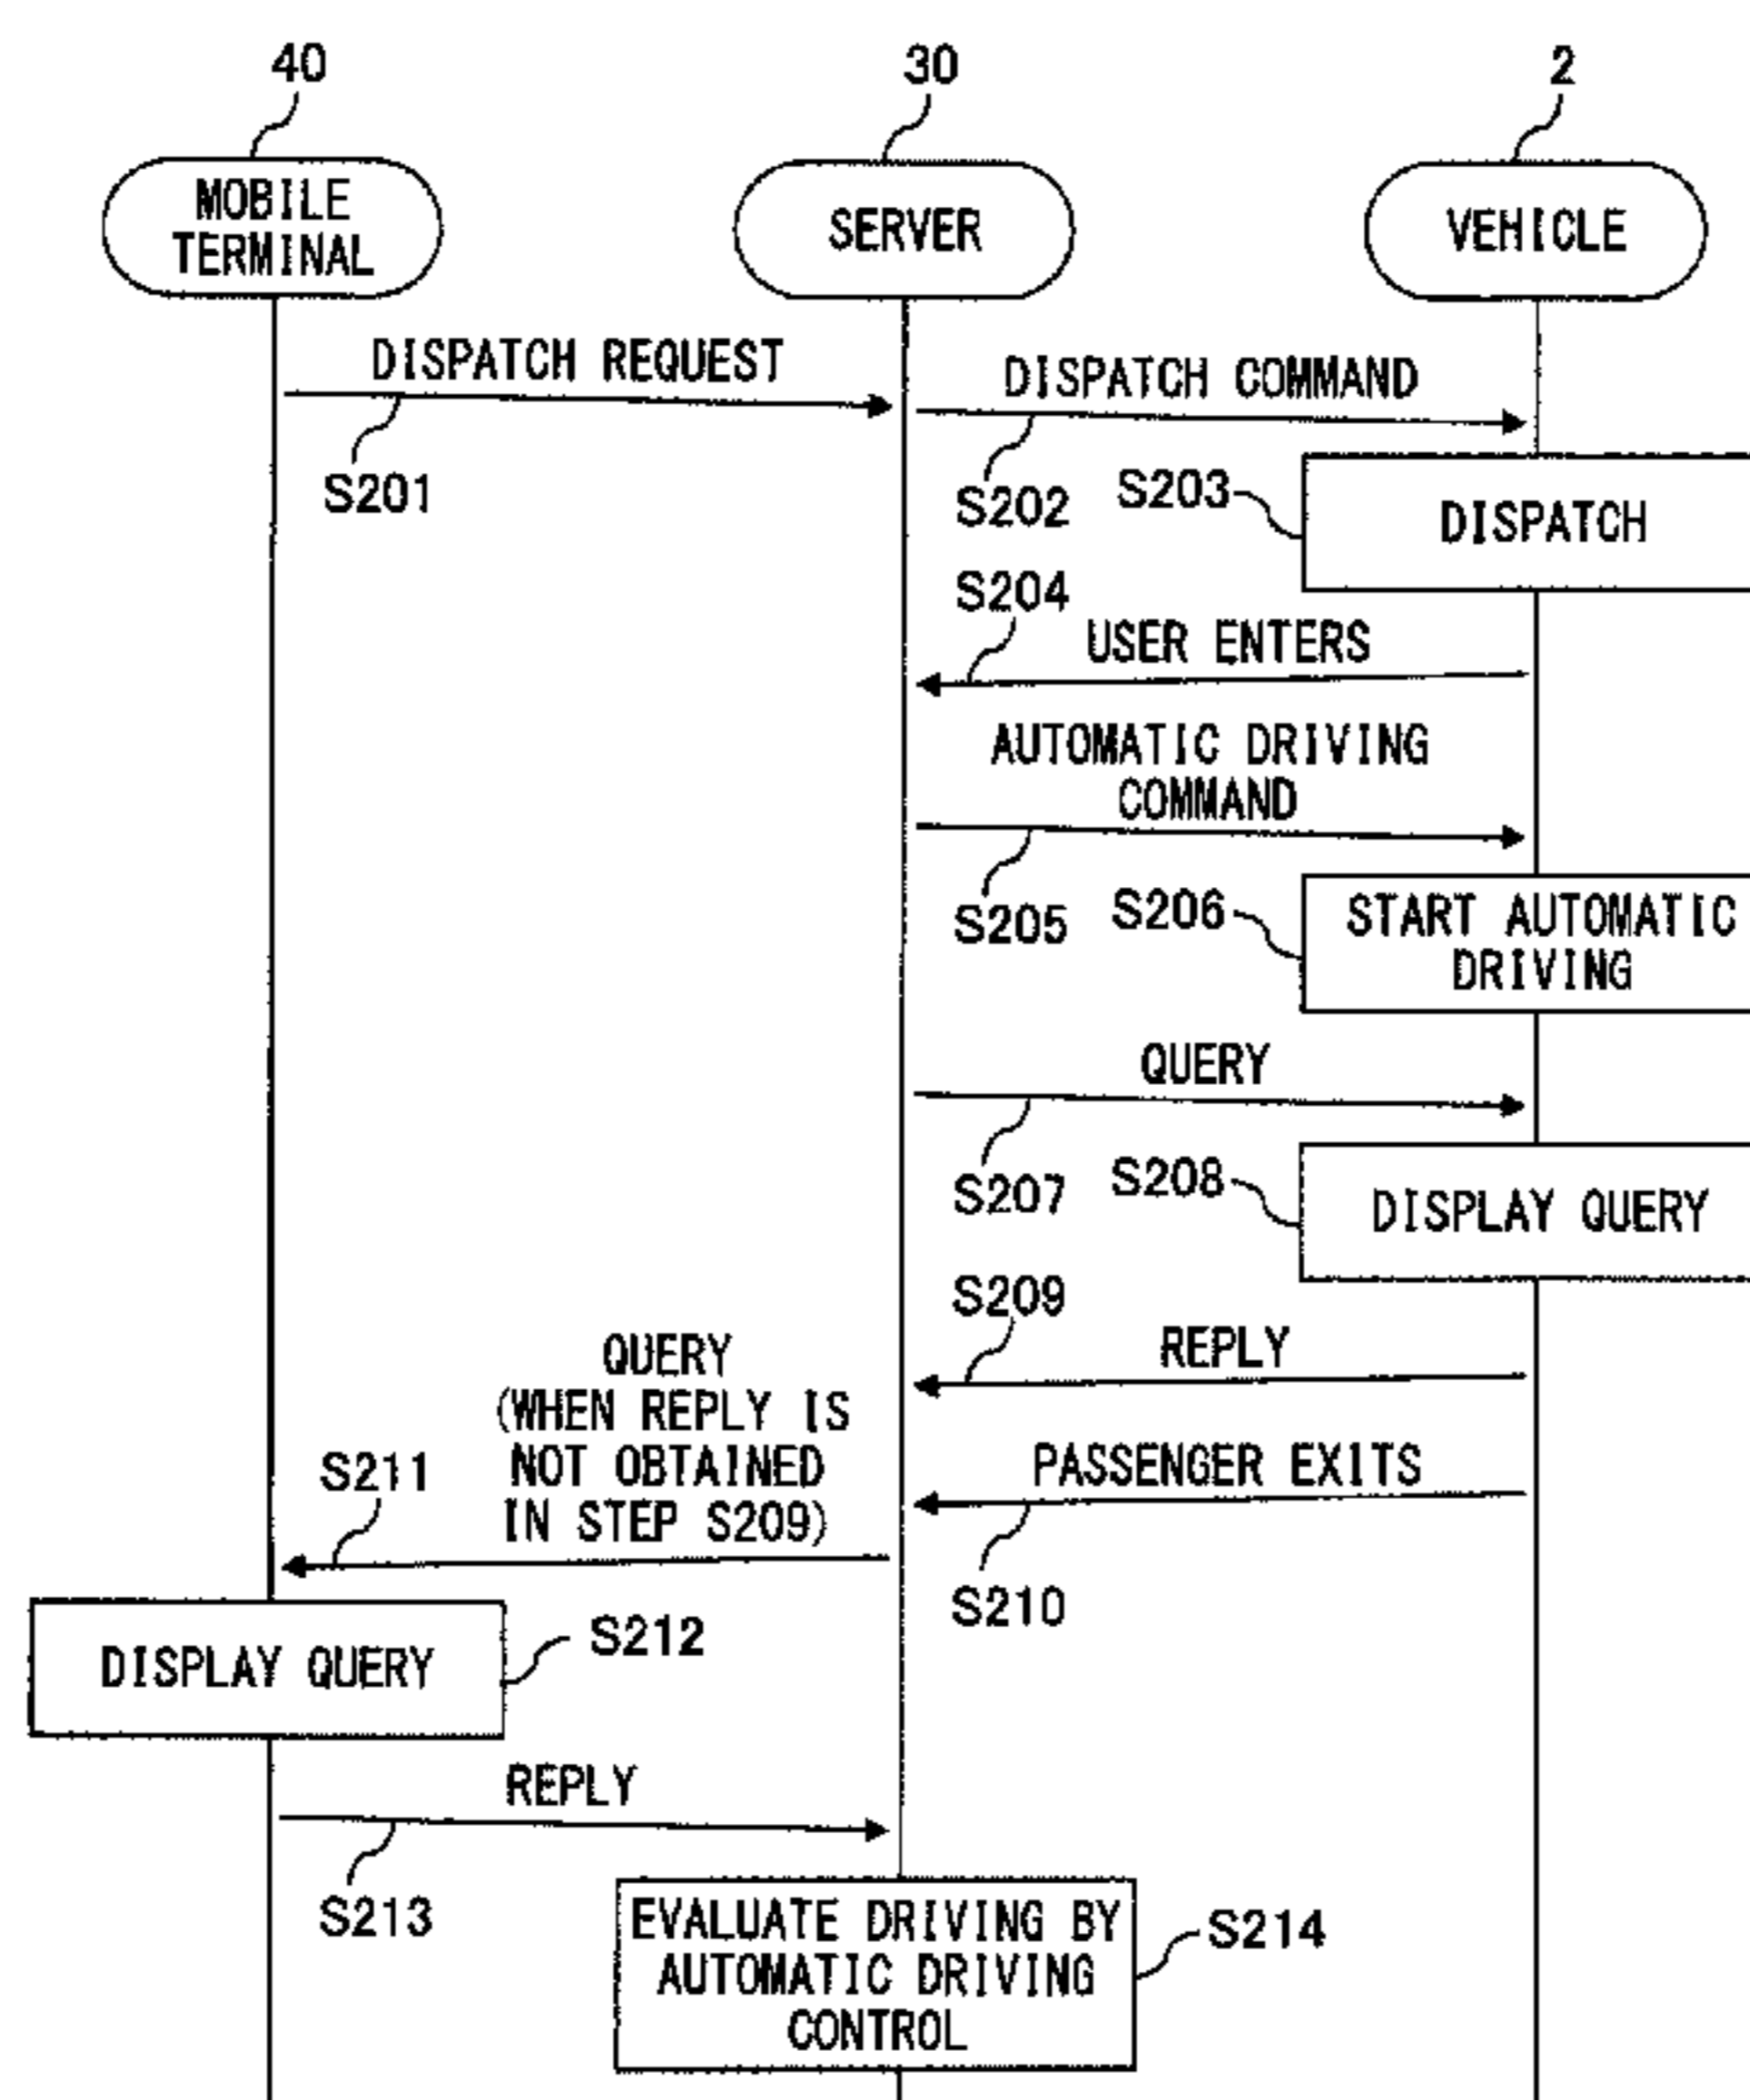 40
30
2
MOBILE
TERMINAL
SERVER
VEHICLE
DISPATCH REQUEST
DISPATCH COMMAND
S201
S202
S203
DISPATCH
S204
USER ENTERS
AUTOMATIC DRIVING
COMMAND
S205
S206
START AUTOMATIC
DRIVING
QUERY
S207
S208
DISPLAY QUERY
S209
REPLY
QUERY
(WHEN REPLY IS
NOT OBTAINED
IN STEP S209)
S211
PASSENGER EXITS
S210
DISPLAY QUERY
S212
REPLY
S213
EVALUATE DRIVING BY
AUTOMATIC DRIVING
CONTROL
S214